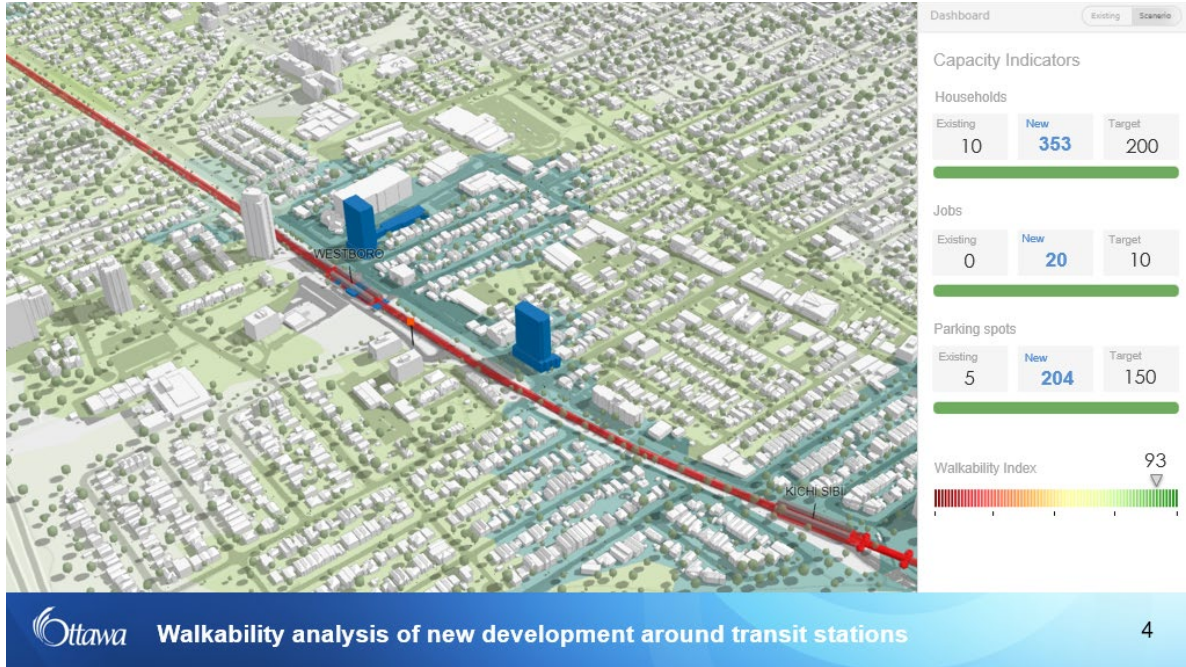 Dashboard
Existing Scenerio
Capacity Indicators
Households
Existing New Target
10 353 200
Jobs
Existing New Target
0 20 10
Parking spots
Existing New Target
5 204 150
Walkability Index 93
WESTBORO
KICHI SIBI
Ottawa Walkability analysis of new development around transit stations 4